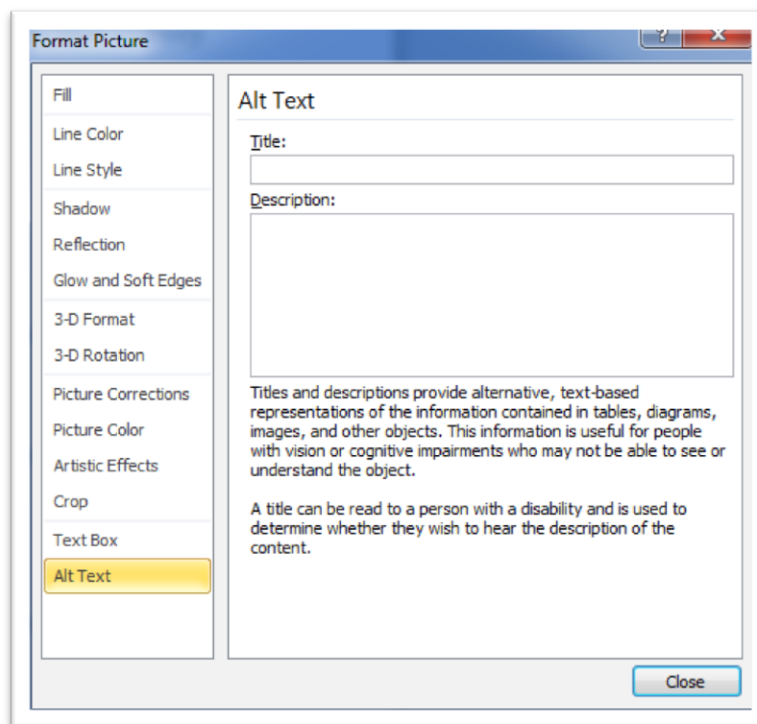 Format Picture
?
Fill
Line Color
Line Style
Shadow
Reflection
Glow and Soft Edges
3-D Format
3-D Rotation
Picture Corrections
Picture Color
Artistic Effects
Crop
Text Box
Alt Text
Alt Text
Title:
Description:
Titles and descriptions provide alternative, text-based
representations of the information contained in tables, diagrams,
images, and other objects. This information is useful for people
with vision or cognitive impairments who may not be able to see or
understand the object.
A title can be read to a person with a disability and is used to
determine whether they wish to hear the description of the
content.
Close